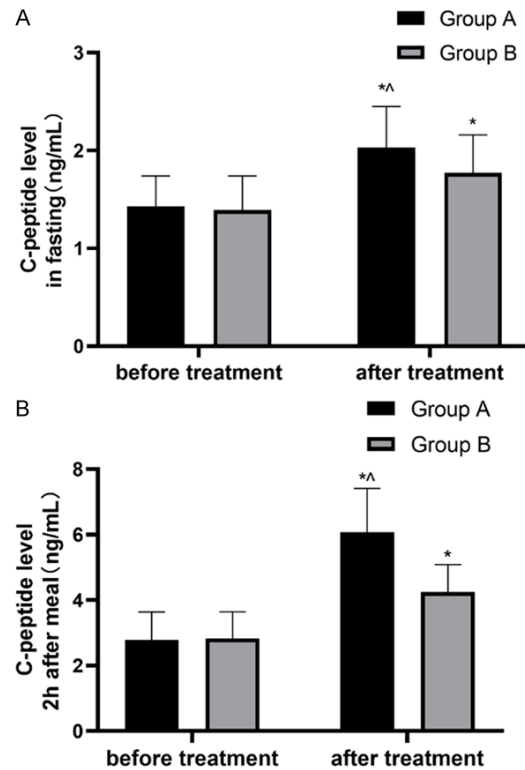 A
Group A
Group B
C-peptide level
in fasting(ng/mL)
3
2
1
0
*^
*
before treatment
after treatment
B
Group A
Group B
C-peptide level
2h after meal(ng/mL)
8
6
4
2
0
*^
*
before treatment
after treatment